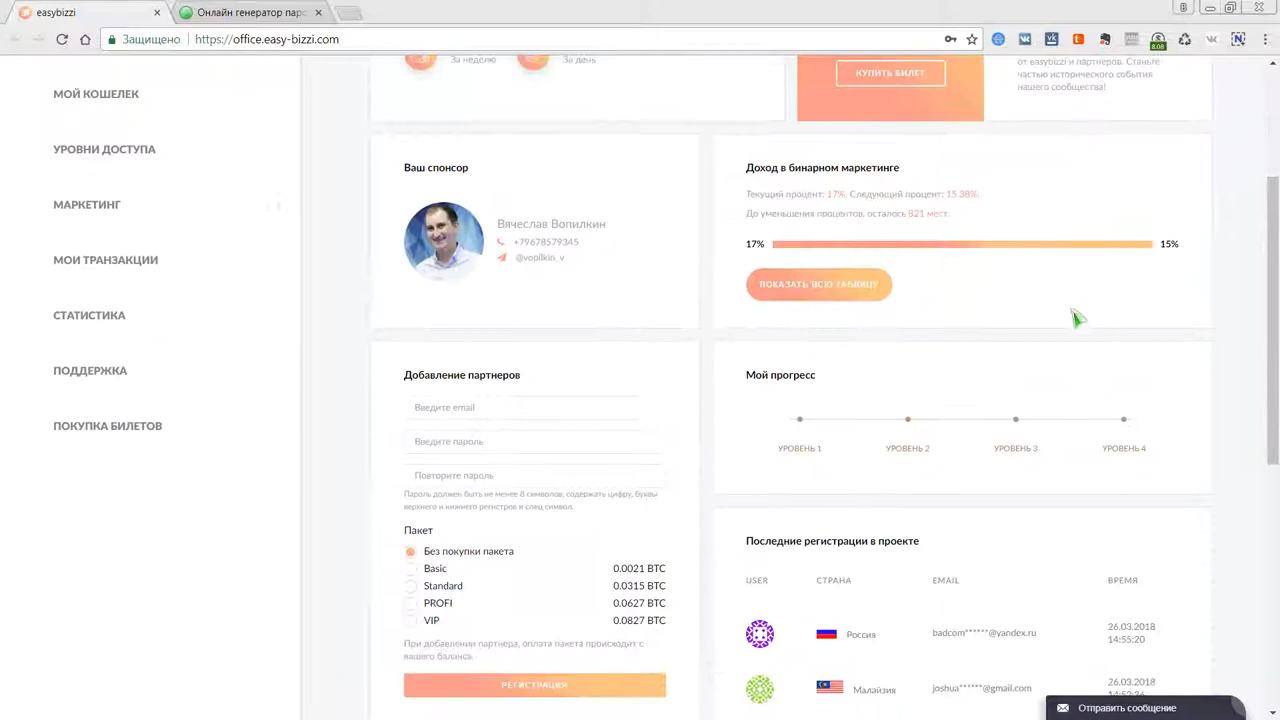 easybizzi
Онлайн генератор пар
Защищено
https://office.easy-bizzi.com
8.08
МОЙ КОШЕЛЕК
УРОВНИ ДОСТУПА
МАРКЕТИНГ
МОИ ТРАНЗАКЦИИ
СТАТИСТИКА
ПОДДЕРЖКА
ПОКУПКА БИЛЕТОВ
За неделю
За день
КУПИТЬ БИЛЕТ
от easybizzi и партнеров. Станьте
частью исторического события
нашего сообщества!
Ваш спонсор
Вячеслав Вопилкин
+79678579345
@vopilkin_v
Доход в бинарном маркетинге
Текущий процент: 17%. Следующий процент: 15.38%.
До уменьшения процентов, осталось 821 мест.
17%
15%
ПОКАЗАТЬ ВСЮ ТАБЛИЦУ
Добавление партнеров
Введите email
Введите пароль
Повторите пароль
Пароль должен быть не менее 8 символов, содержать цифру, буквы
верхнего и нижнего регистров и спец символ.
Пакет
Без покупки пакета
Basic 0.0021 BTC
Standard 0.0315 BTC
PROFI 0.0627 BTC
VIP 0.0827 BTC
При добавлении партнера, оплата пакета происходит с
вашего баланса.
РЕГИСТРАЦИЯ
Мой прогресс
УРОВЕНЬ 1
УРОВЕНЬ 2
УРОВЕНЬ 3
УРОВЕНЬ 4
Последние регистрации в проекте
USER СТРАНА EMAIL ВРЕМЯ
Россия badcom******@yandex.ru 26.03.2018
14:55:20
Малайзия joshua******@gmail.com 26.03.2018
14:52:36
Отправить сообщение